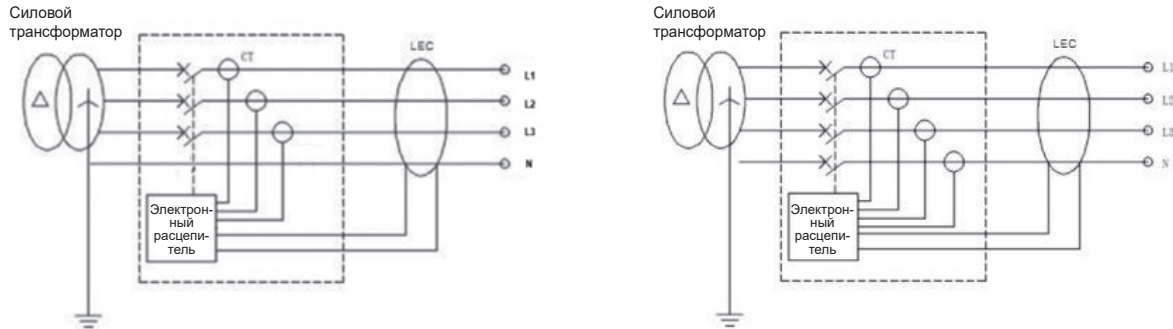 Силовой
трансформатор
CT
LEC
L1
L2
L3
N
Электрон-
ный
расцепи-
тель
Силовой
трансформатор
CT
LEC
L1
L2
L3
N
Электрон-
ный
расцепи-
тель